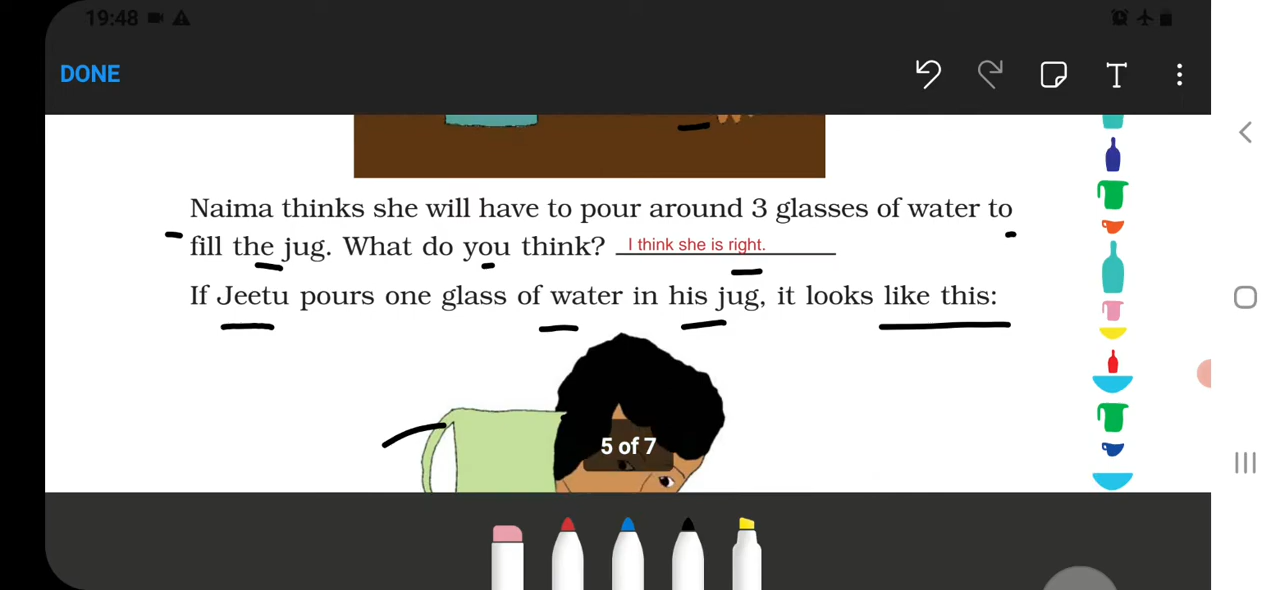 19:48
DONE
T
Naima thinks she will have to pour around 3 glasses of water to
fill the jug. What do you think? I think she is right.
If Jeetu pours one glass of water in his jug, it looks like this:
5 of 7